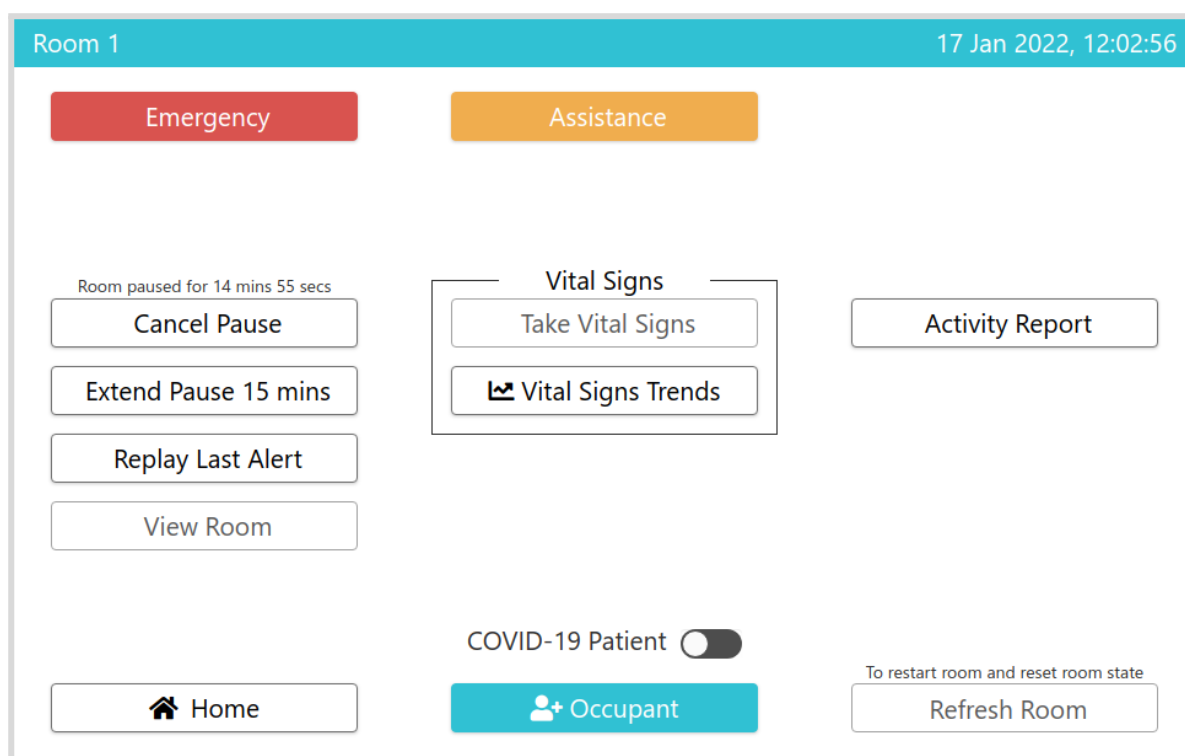 Room 1
17 Jan 2022, 12:02:56
Emergency
Assistance
Room paused for 14 mins 55 secs
Cancel Pause
Extend Pause 15 mins
Replay Last Alert
View Room
Vital Signs
Take Vital Signs
Vital Signs Trends
Activity Report
COVID-19 Patient
To restart room and reset room state
Home
Occupant
Refresh Room